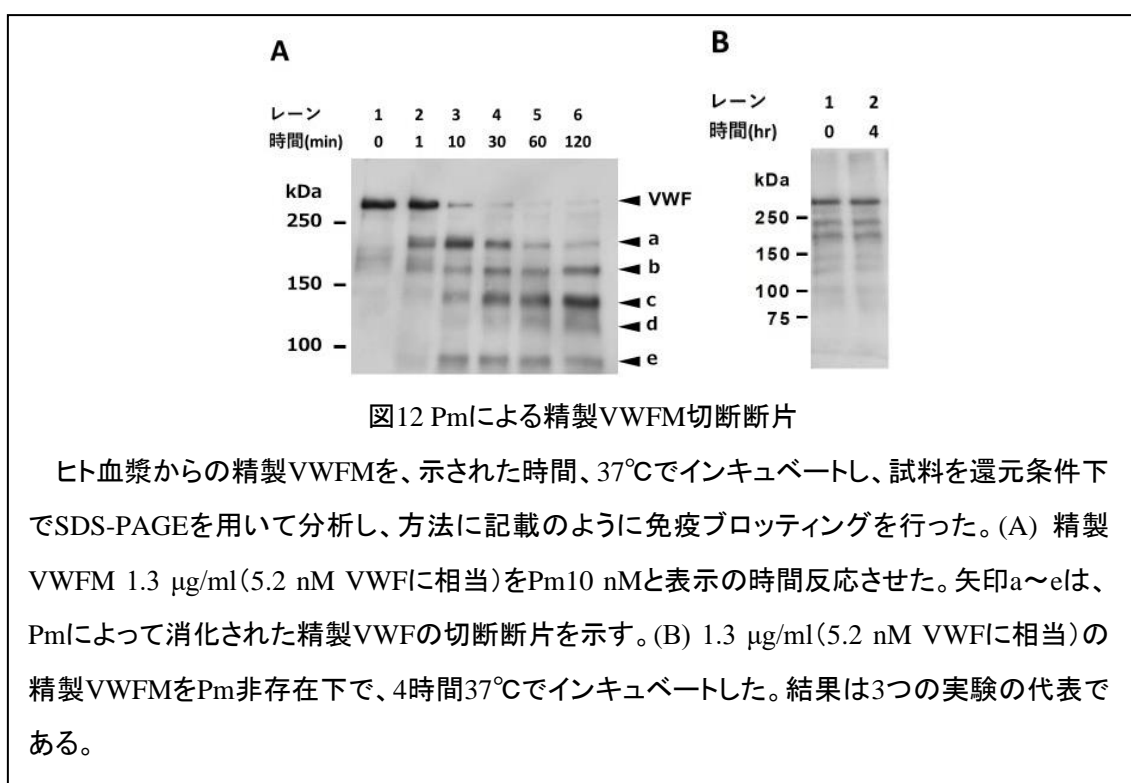 A
B
レーン 1 2 3 4 5 6
時間(min) 0 1 10 30 60 120
レーン 1 2
時間(hr) 0 4
kDa
250
150
100
VWF
a
b
c
d
e
kDa
250
150
100
75
図12 Pmによる精製VWFM切断断片
ヒト血漿からの精製VWFMを、示された時間、37℃でインキュベートし、試料を還元条件下
でSDS-PAGEを用いて分析し、方法に記載のように免疫ブロッティングを行った。(A) 精製
VWFM 1.3 μg/ml(5.2 nM VWFに相当)をPm10 nMと表示の時間反応させた。矢印a~eは、
Pmによって消化された精製VWFの切断断片を示す。(B) 1.3 μg/ml(5.2 nM VWFに相当)の
精製VWFMをPm非存在下で、4時間37℃でインキュベートした。結果は3つの実験の代表で
ある。